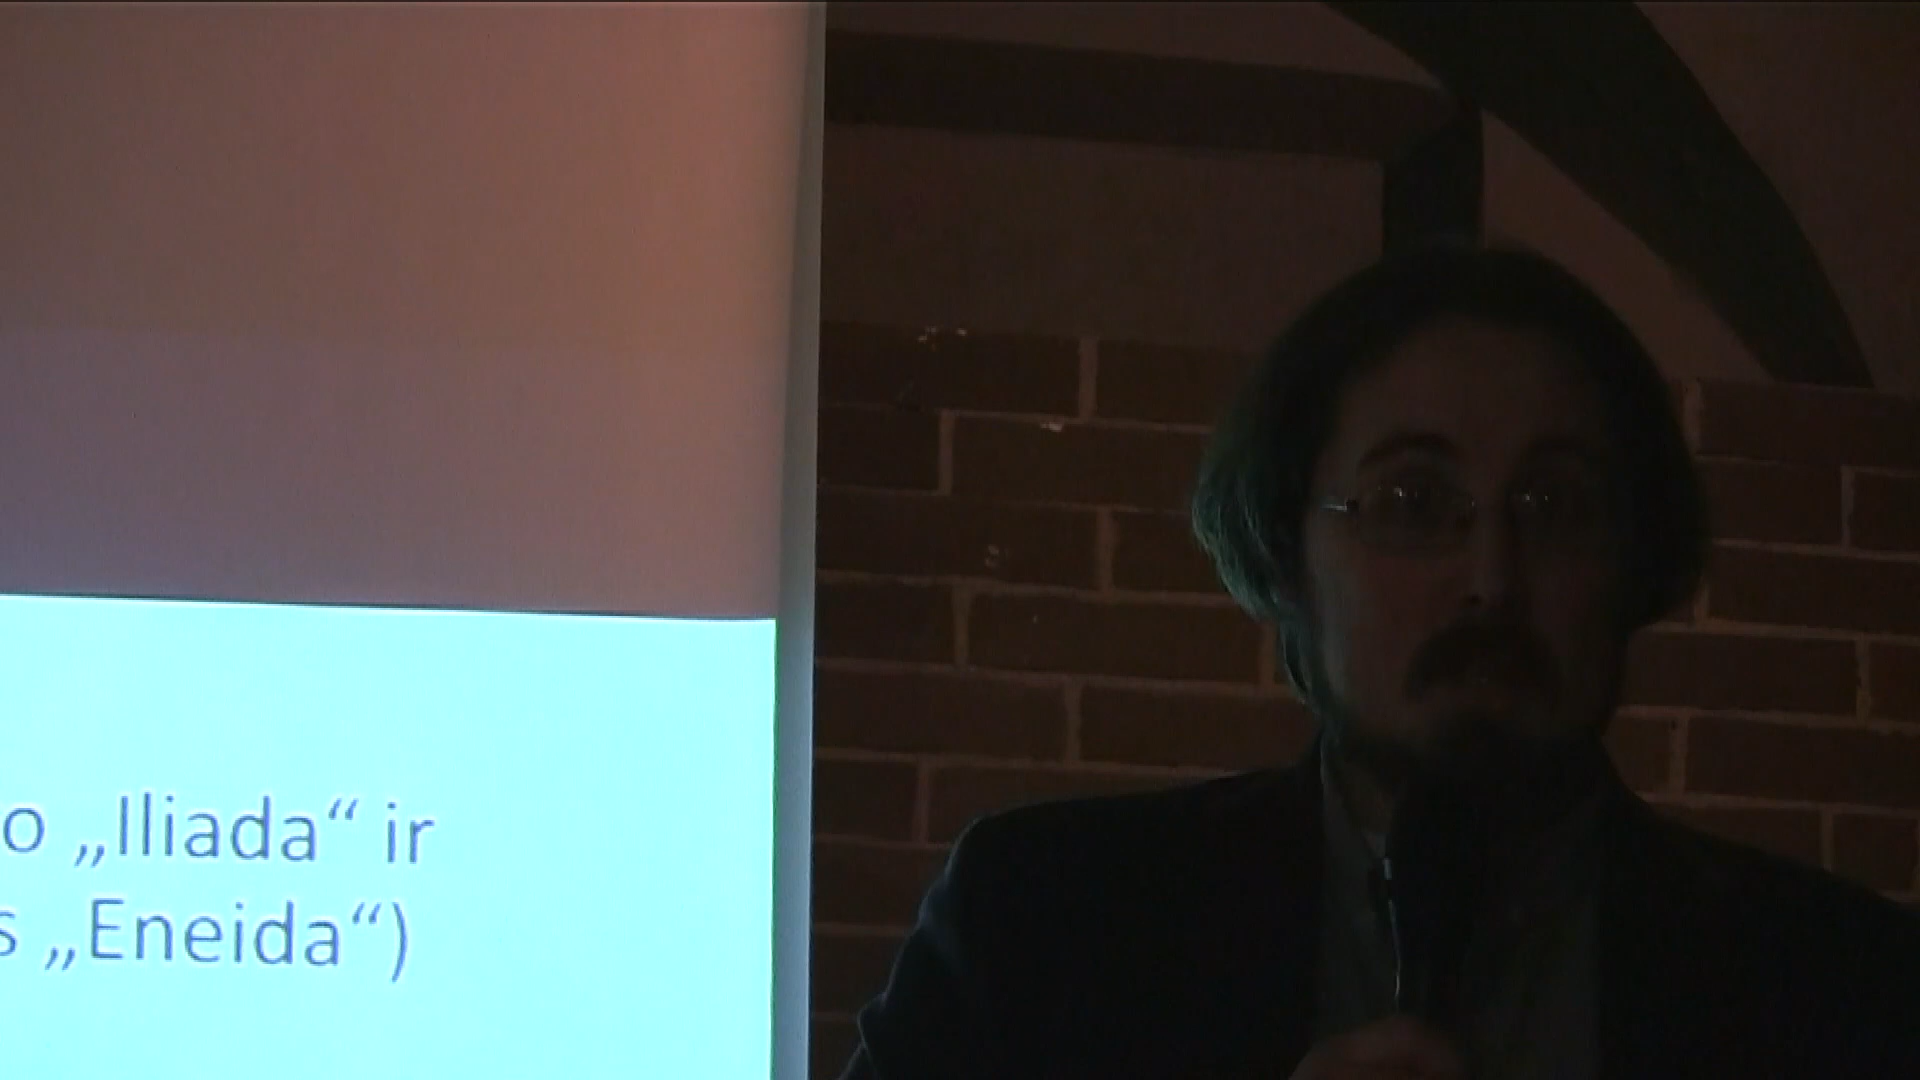 o „Iliada“ ir
s „Eneida“)